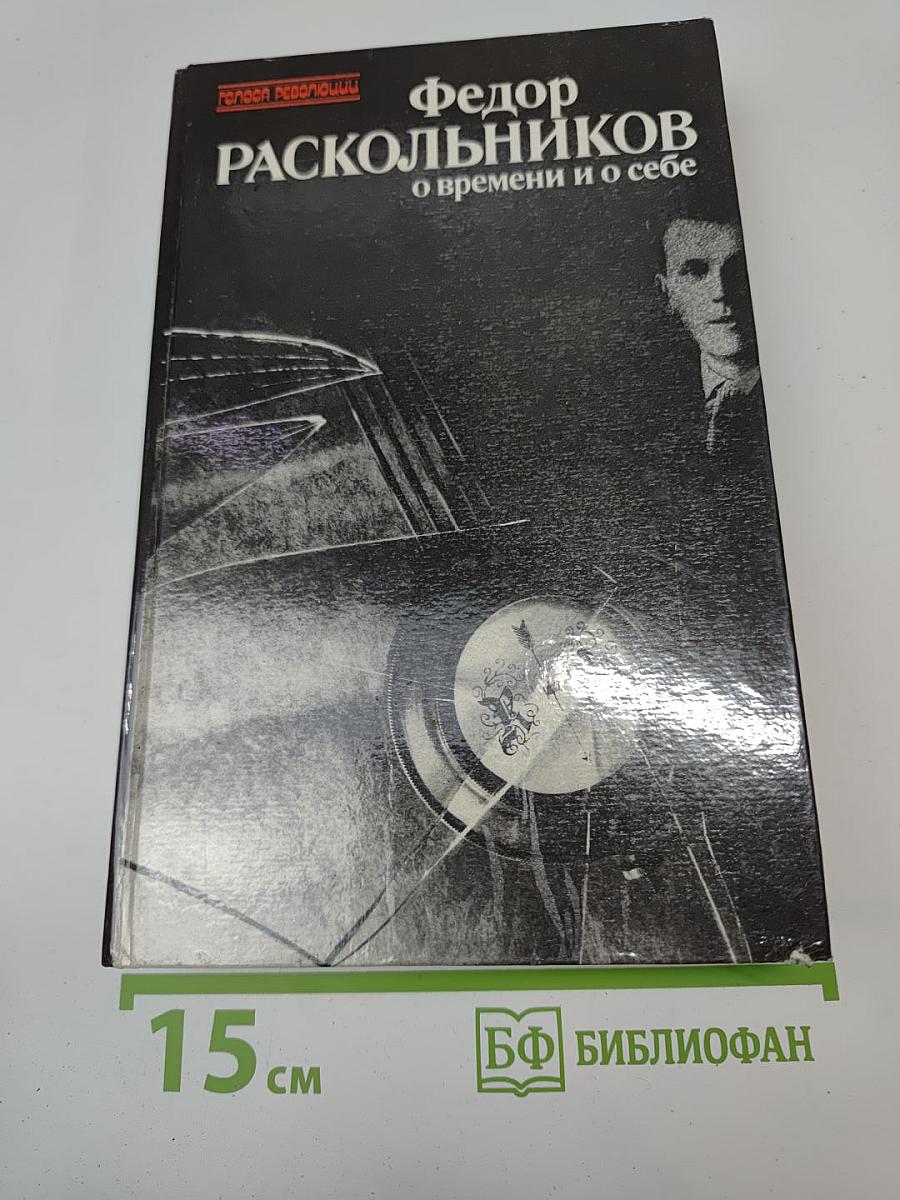 ГОЛОСА РЕВОЛЮЦИИ
Федор
РАСКОЛЬНИКОВ
о времени и о себе
15 см
БФ БИБЛИОФАН